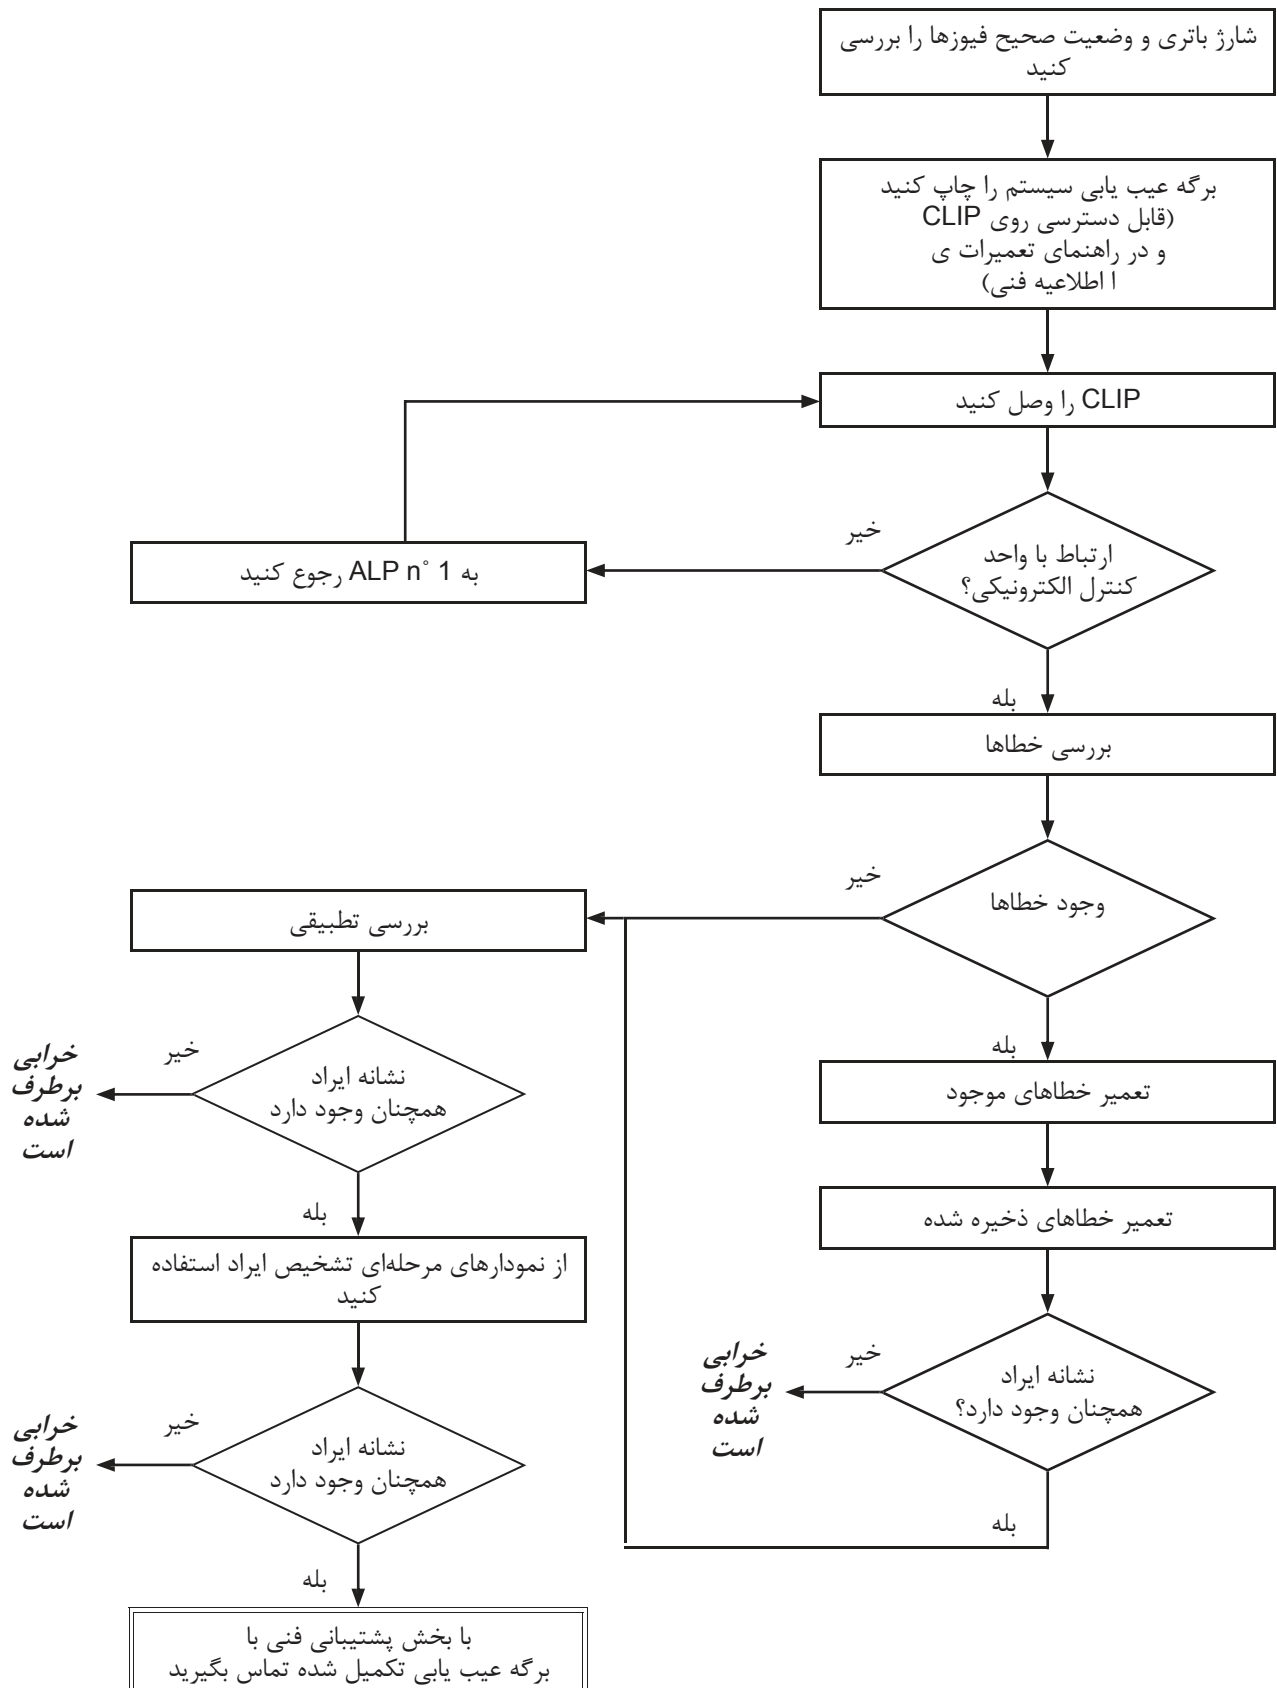 شارژ باتری و وضعیت صحیح فیوزها را بررسی
کنید
برگه عیب یابی سیستم را چاپ کنید
(قابل دسترسی روی CLIP
و در راهنمای تعمیرات ی
ا اطلاعیه فنی)
CLIP را وصل کنید
خیر
ارتباط با واحد
کنترل الکترونیکی؟
به ALP n° 1 رجوع کنید
بله
بررسی خطاها
خیر
وجود خطاها
بررسی تطبیقی
بله
تعمیر خطاهای موجود
تعمیر خطاهای ذخیره شده
خیر
نشانه ایراد
همچنان وجود دارد؟
خرابی
برطرف
شده
است
بله
خیر
نشانه ایراد
همچنان وجود دارد
خرابی
برطرف
شده
است
بله
از نمودارهای مرحله‌ای تشخیص ایراد استفاده
کنید
خیر
نشانه ایراد
همچنان وجود دارد
خرابی
برطرف
شده
است
بله
با بخش پشتیبانی فنی با
برگه عیب یابی تکمیل شده تماس بگیرید